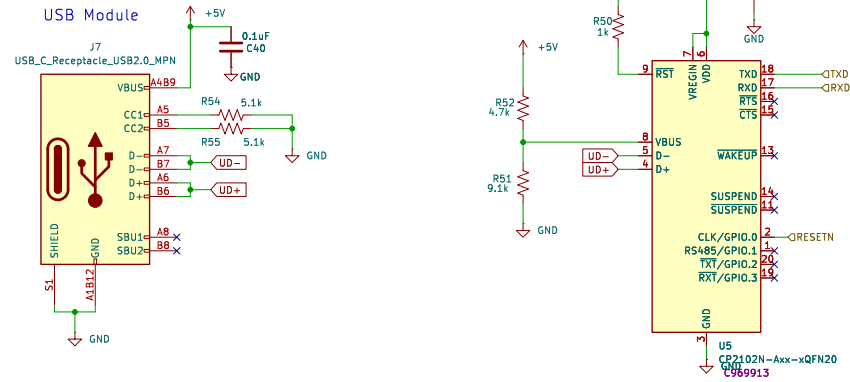 USB Module
+5V
0.1uF
C40
GND
J7
USB_C_Receptacle_USB2.0_MPN
VBUS A4B9
CC1 A5
CC2 B5
R54 5.1k
R55 5.1k
GND
D- A7
D- B7
D+ A6
D+ B6
UD-
UD+
SBU1 A8
SBU2 B8
SHIELD
GND
S1
A1B12
GND
+5V
R52
4.7k
R51
9.1k
GND
R50
1k
GND
7 6
VREGIN
VDD
9 RST
8 VBUS
UD- 5 D-
UD+ 4 D+
TXD 18 TXD
RXD 17 RXD
RTS 16
CTS 15
WAKEUP 13
SUSPEND 14
SUSPEND 11
CLK/GPIO.0 2 RESETN
RS485/GPIO.1 1
TXT/GPIO.2 20
RXT/GPIO.3 19
GND
3
U5
CP2102N-Axx-xQFN20
GND
C969913